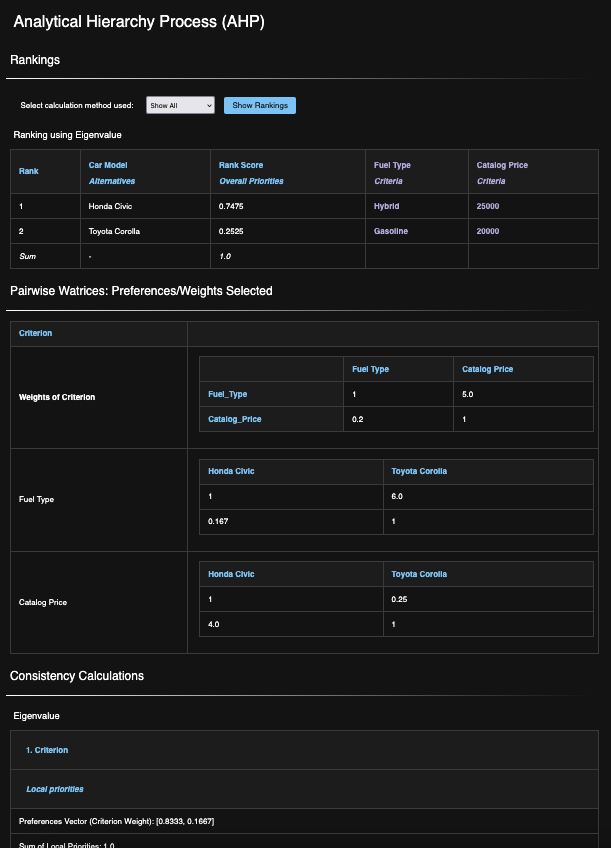 Analytical Hierarchy Process (AHP)
Rankings
Select calculation method used: Show All Show Rankings
Ranking using Eigenvalue
Rank Car Model Rank Score Fuel Type Catalog Price
Alternatives Overall Priorities Criteria Criteria
1 Honda Civic 0.7475 Hybrid 25000
2 Toyota Corolla 0.2525 Gasoline 20000
Sum - 1.0
Pairwise Watrices: Preferences/Weights Selected
Criterion
Weights of Criterion
Fuel Type Catalog Price
Fuel_Type 1 5.0
Catalog_Price 0.2 1
Fuel Type
Honda Civic Toyota Corolla
1 6.0
0.167 1
Catalog Price
Honda Civic Toyota Corolla
1 0.25
4.0 1
Consistency Calculations
Eigenvalue
1. Criterion
Local priorities
Preferences Vector (Criterion Weight): [0.8333, 0.1667]
Sum of Local Priorities: 1.0